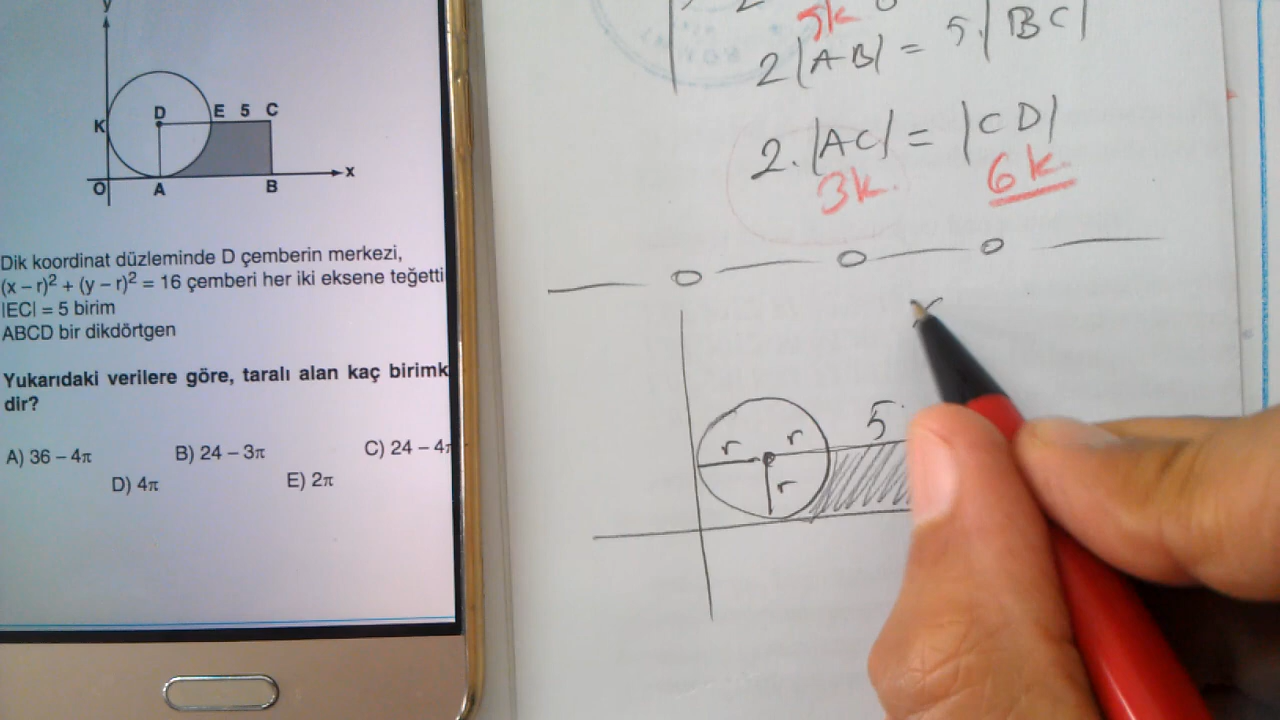 y
D E 5 C
K
O A B x
Dik koordinat düzleminde D çemberin merkezi,
(x – r)² + (y – r)² = 16 çemberi her iki eksene teğetti
|EC| = 5 birim
ABCD bir dikdörtgen
Yukarıdaki verilere göre, taralı alan kaç birimk
dir?
A) 36 – 4π B) 24 – 3π C) 24 – 4π
D) 4π E) 2π
5k
2|AB| = 5.|BC|
2.|AC| = |CD|
3k. 6k.
5
r r
r